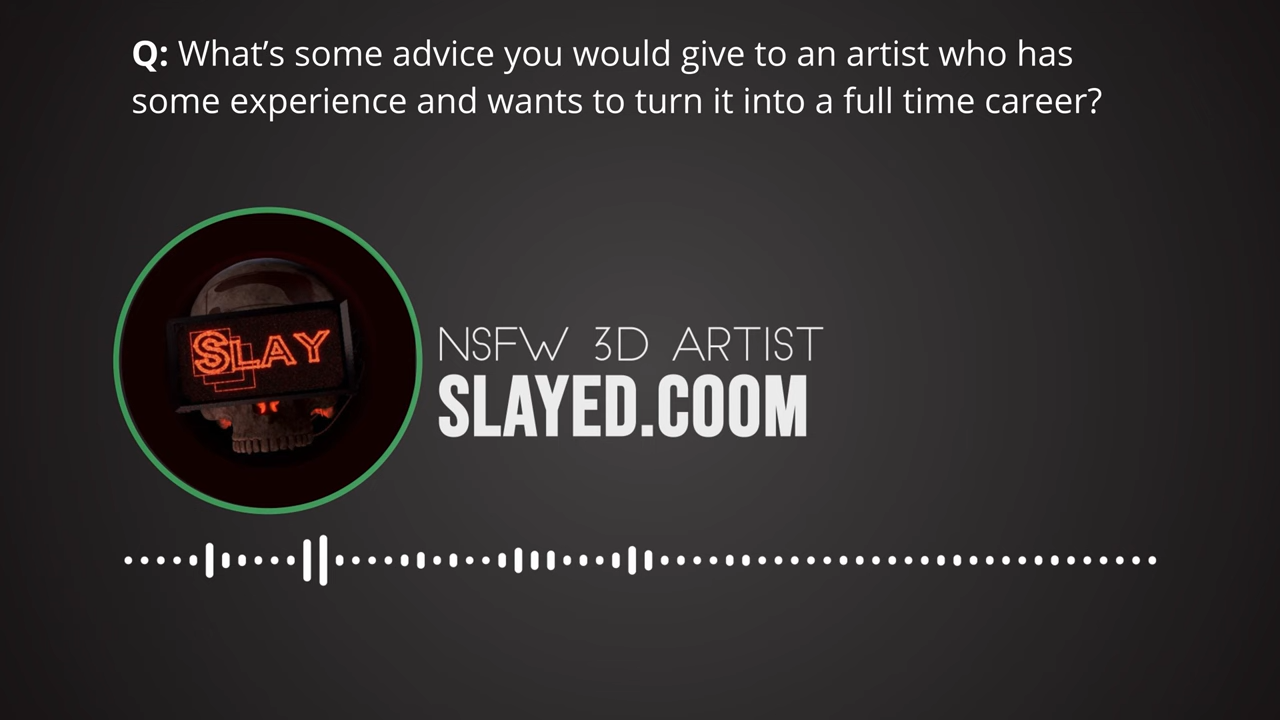 Q: What’s some advice you would give to an artist who has
some experience and wants to turn it into a full time career?
SLAY
NSFW 3D ARTIST
SLAYED.COOM